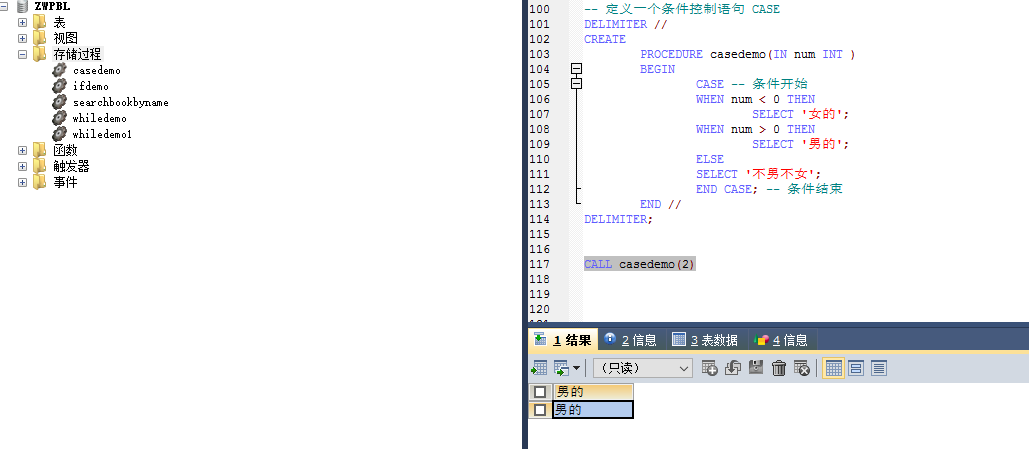 ZWPBL
表
视图
存储过程
casedemo
ifdemo
searchbookbyname
whiledemo
whiledemo1
函数
触发器
事件
100 -- 定义一个条件控制语句 CASE
101 DELIMITER //
102 CREATE
103 PROCEDURE casedemo(IN num INT )
104 BEGIN
105 CASE -- 条件开始
106 WHEN num < 0 THEN
107 SELECT '女的';
108 WHEN num > 0 THEN
109 SELECT '男的';
110 ELSE
111 SELECT '不男不女';
112 END CASE; -- 条件结束
113 END //
114 DELIMITER;
115
116
117 CALL casedemo(2)
118
119
120
1 结果 2 信息 3 表数据 4 信息
（只读）
男的
男的